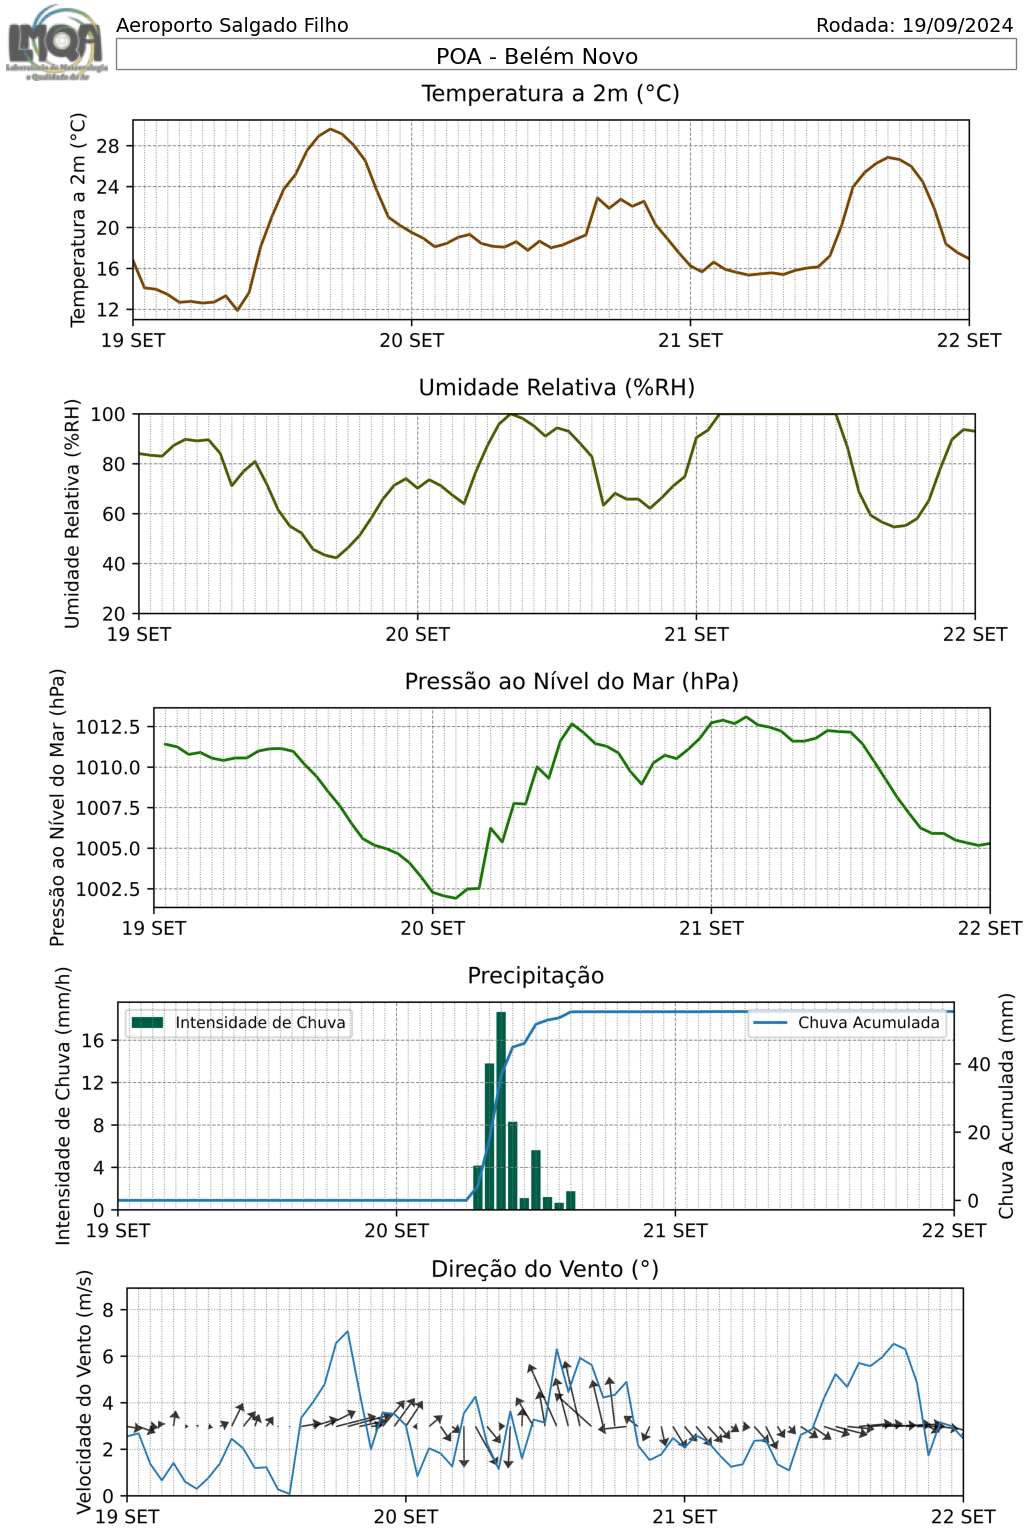 LMQA
Laboratório de Meteorologia
e Qualidade do Ar
Aeroporto Salgado Filho
Rodada: 19/09/2024
POA - Belém Novo
Temperatura a 2m (°C)
Temperatura a 2m (°C)
28
24
20
16
12
19 SET
20 SET
21 SET
22 SET
Umidade Relativa (%RH)
Umidade Relativa (%RH)
100
80
60
40
20
19 SET
20 SET
21 SET
22 SET
Pressão ao Nível do Mar (hPa)
Pressão ao Nível do Mar (hPa)
1012.5
1010.0
1007.5
1005.0
1002.5
19 SET
20 SET
21 SET
22 SET
Precipitação
Intensidade de Chuva (mm/h)
Intensidade de Chuva
Chuva Acumulada
16
12
8
4
0
40
20
0
Chuva Acumulada (mm)
19 SET
20 SET
21 SET
22 SET
Direção do Vento (°)
Velocidade do Vento (m/s)
8
6
4
2
0
19 SET
20 SET
21 SET
22 SET